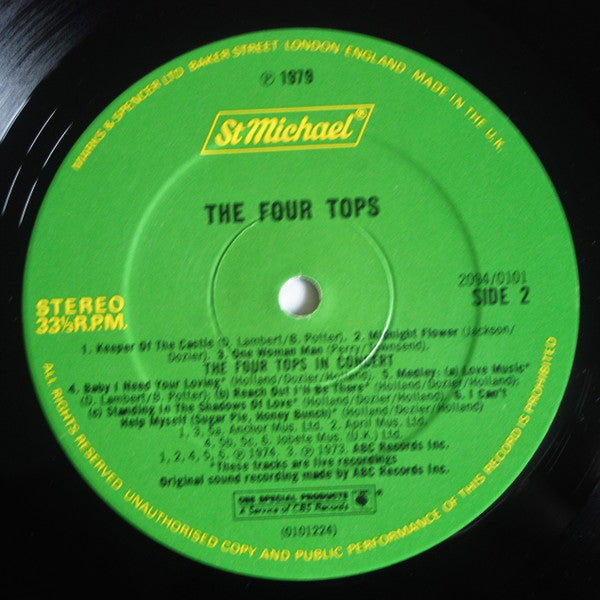 MARKS & SPENCER LTD BAKER STREET LONDON ENGLAND MADE IN THE U.K.
℗ 1979
St Michael®
THE FOUR TOPS
2094/0101
SIDE 2
STEREO
33⅓ R.P.M.
1. Keeper Of The Castle (D. Lambert/B. Potter). 2. Midnight Flower (Jackson/
Dozier). 3. One Woman Man (Perry/Townsend).
THE FOUR TOPS IN CONSERT
4. Baby I Need Your Loving* (Holland/Dozier/Holland) 5. Medley: (a) Love Music*
(D. Lambert/B. Potter); (b) Reach Out I'll Be There* (Holland/Dozier/Holland)
(c) Standing In The Shadows Of Love* (Holland/Dozier/Holland) 6. I Can't
Help Myself (Sugar Pie, Honey Bunch)* (Holland/Dozier/Holland)
1, 3, 5a, Anchor Mus. Ltd. 2. April Mus. Ltd.
4, 5b, 5c, 6. Jobete Mus. (U.K.) Ltd.
1, 2, 4, 5, 6. ℗ 1974. 3. ℗ 1973. ABC Records Inc.
*These tracks are live recordings
Original sound recording made by ABC Records Inc.
CBS SPECIAL PRODUCTS
A Service of CBS Records
(0101224)
ALL RIGHTS RESERVED UNAUTHORISED COPY AND PUBLIC PERFORMANCE OF THIS RECORD IS PROHIBITED